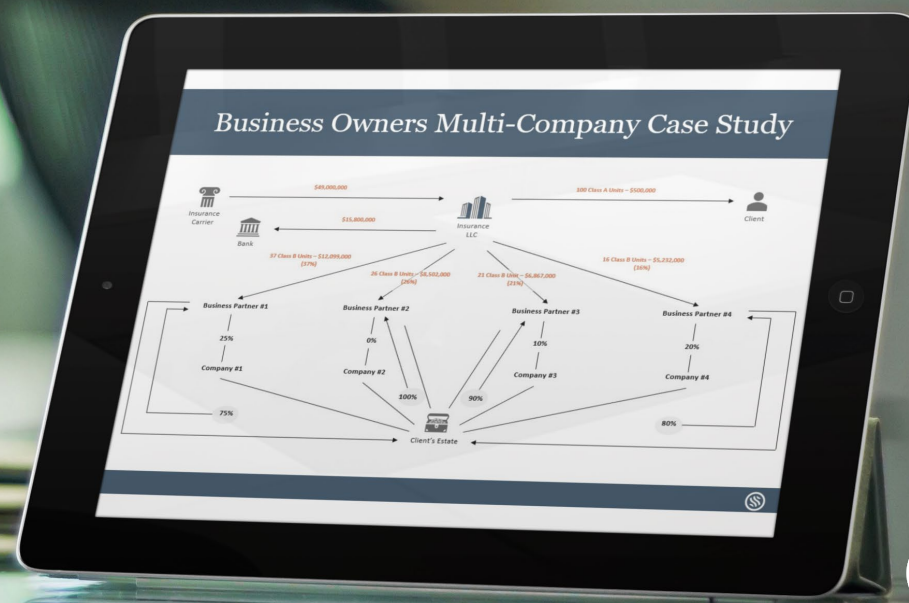 Business Owners Multi-Company Case Study
$49,000,000
100 Class A Units – $500,000
Insurance
Carrier
Insurance
LLC
Client
$15,800,000
Bank
37 Class B Units – $12,099,000
(37%)
26 Class B Units – $8,502,000
(26%)
21 Class B Unit – $6,867,000
(21%)
16 Class B Units – $5,232,000
(16%)
Business Partner #1
Business Partner #2
Business Partner #3
Business Partner #4
25%
0%
10%
20%
Company #1
Company #2
Company #3
Company #4
75%
100%
90%
80%
Client's Estate